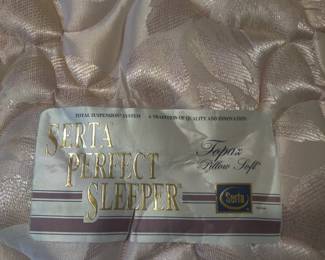 TOTAL SUSPENSION SYSTEM A TRADITION OF QUALITY AND INNOVATION
SERTA
PERFECT
SLEEPER
Topaz
Pillow Soft
Serta